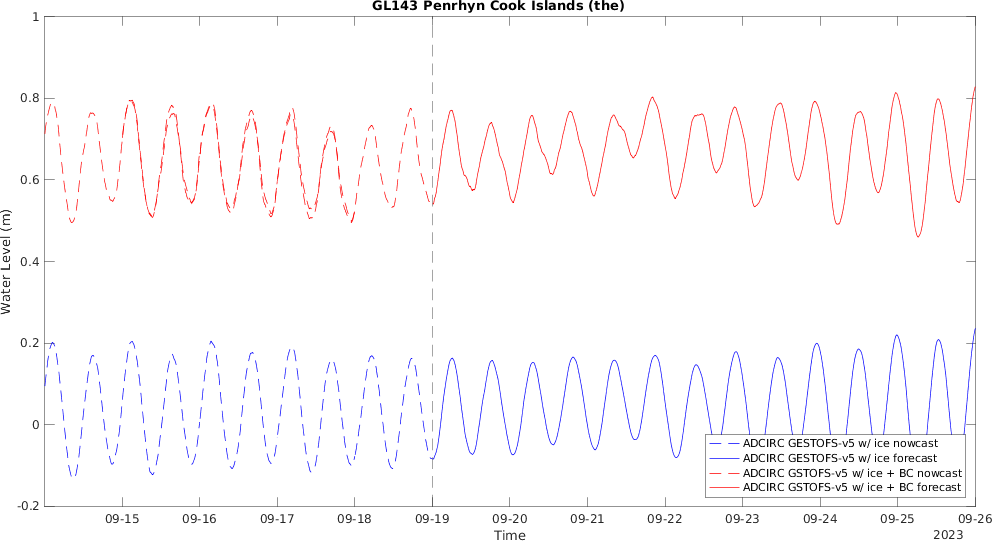 GL143 Penrhyn Cook Islands (the)
1
0.8
0.6
0.4
0.2
0
-0.2
Water Level (m)
ADCIRC GESTOFS-v5 w/ ice nowcast
ADCIRC GESTOFS-v5 w/ ice forecast
ADCIRC GSTOFS-v5 w/ ice + BC nowcast
ADCIRC GSTOFS-v5 w/ ice + BC forecast
09-15 09-16 09-17 09-18 09-19 09-20 09-21 09-22 09-23 09-24 09-25 09-26
Time
2023